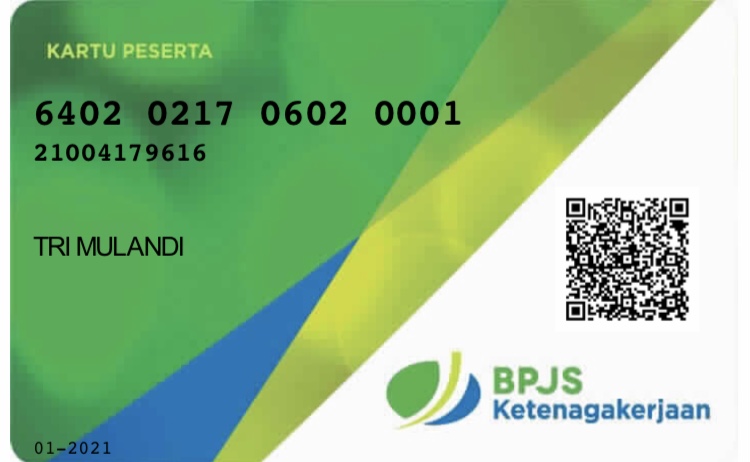 KARTU PESERTA
6402 0217 0602 0001
21004179616
TRI MULANDI
BPJS
Ketenagakerjaan
01-2021